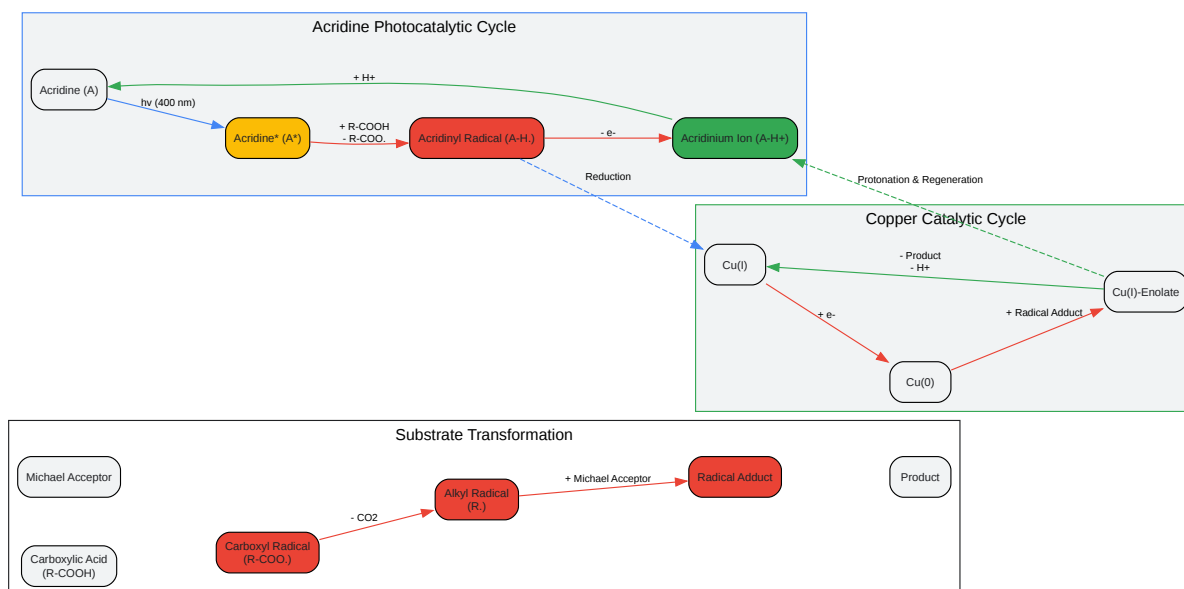 Acridine Photocatalytic Cycle
+ H+
Acridine (A)
hv (400 nm)
Acridine* (A*)
+ R-COOH
- R-COO.
Acridinyl Radical (A-H.)
- e-
Acridinium Ion (A-H+)
Reduction
Protonation & Regeneration
Copper Catalytic Cycle
Cu(I)
- Product
- H+
Cu(I)-Enolate
+ e-
+ Radical Adduct
Cu(0)
Substrate Transformation
Michael Acceptor
Carboxylic Acid
(R-COOH)
Carboxyl Radical
(R-COO.)
- CO2
Alkyl Radical
(R.)
+ Michael Acceptor
Radical Adduct
Product